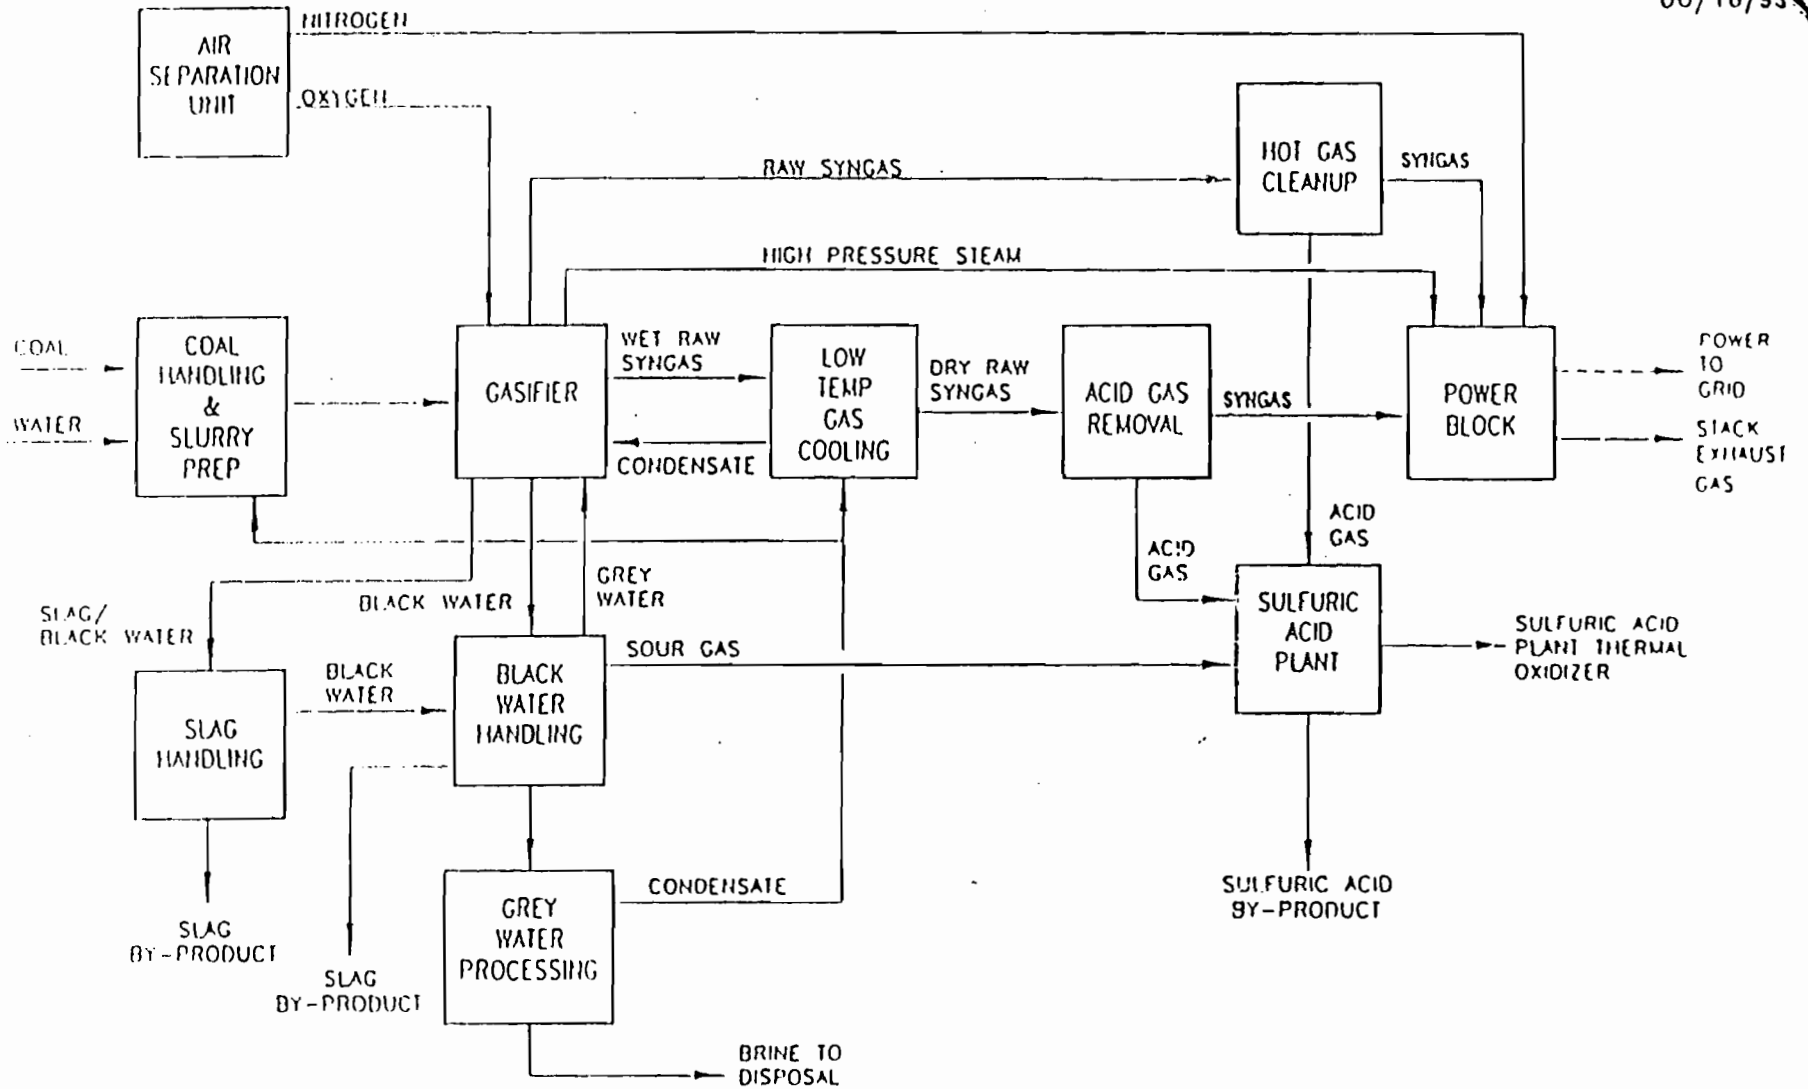 NITROGEN
AIR
SEPARATION
UNIT
OXYGEN
HOT GAS
CLEANUP
SYNGAS
RAW SYNGAS
HIGH PRESSURE STEAM
COAL
WATER
COAL
HANDLING
&
SLURRY
PREP
GASIFIER
WET RAW
SYNGAS
CONDENSATE
LOW
TEMP
GAS
COOLING
DRY RAW
SYNGAS
ACID GAS
REMOVAL
SYNGAS
POWER
BLOCK
POWER
TO
GRID
STACK
EXHAUST
GAS
ACID
GAS
ACID
GAS
SLAG/
BLACK WATER
BLACK WATER
GREY
WATER
SULFURIC
ACID
PLANT
SULFURIC ACID
PLANT THERMAL
OXIDIZER
SOUR GAS
BLACK
WATER
SLAG
HANDLING
BLACK
WATER
HANDLING
SLAG
BY-PRODUCT
SLAG
BY-PRODUCT
GREY
WATER
PROCESSING
CONDENSATE
SULFURIC ACID
BY-PRODUCT
BRINE TO
DISPOSAL